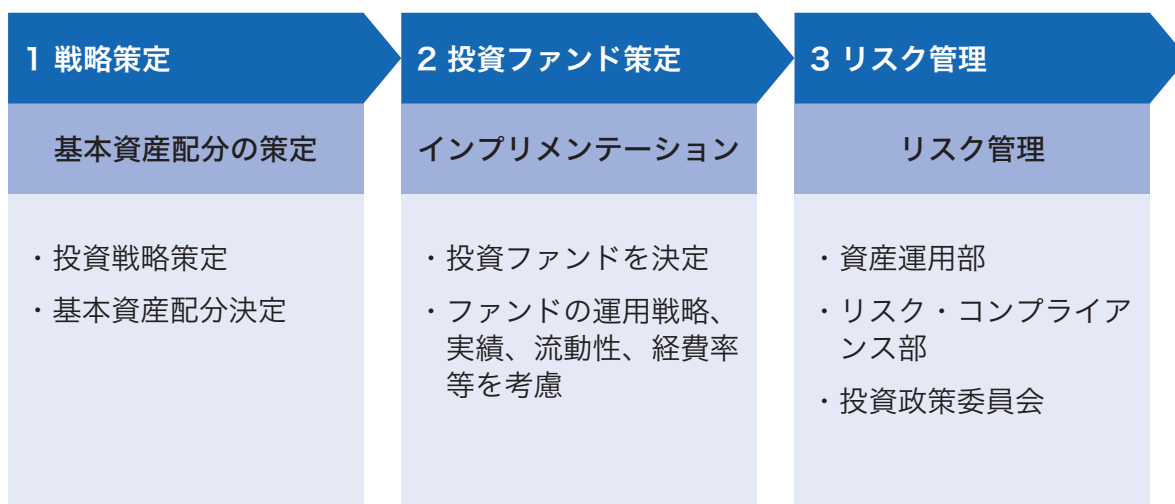 1 戦略策定
基本資産配分の策定
・投資戦略策定
・基本資産配分決定
2 投資ファンド策定
インプリメンテーション
・投資ファンドを決定
・ファンドの運用戦略、
実績、流動性、経費率
等を考慮
3 リスク管理
リスク管理
・資産運用部
・リスク・コンプライア
ンス部
・投資政策委員会